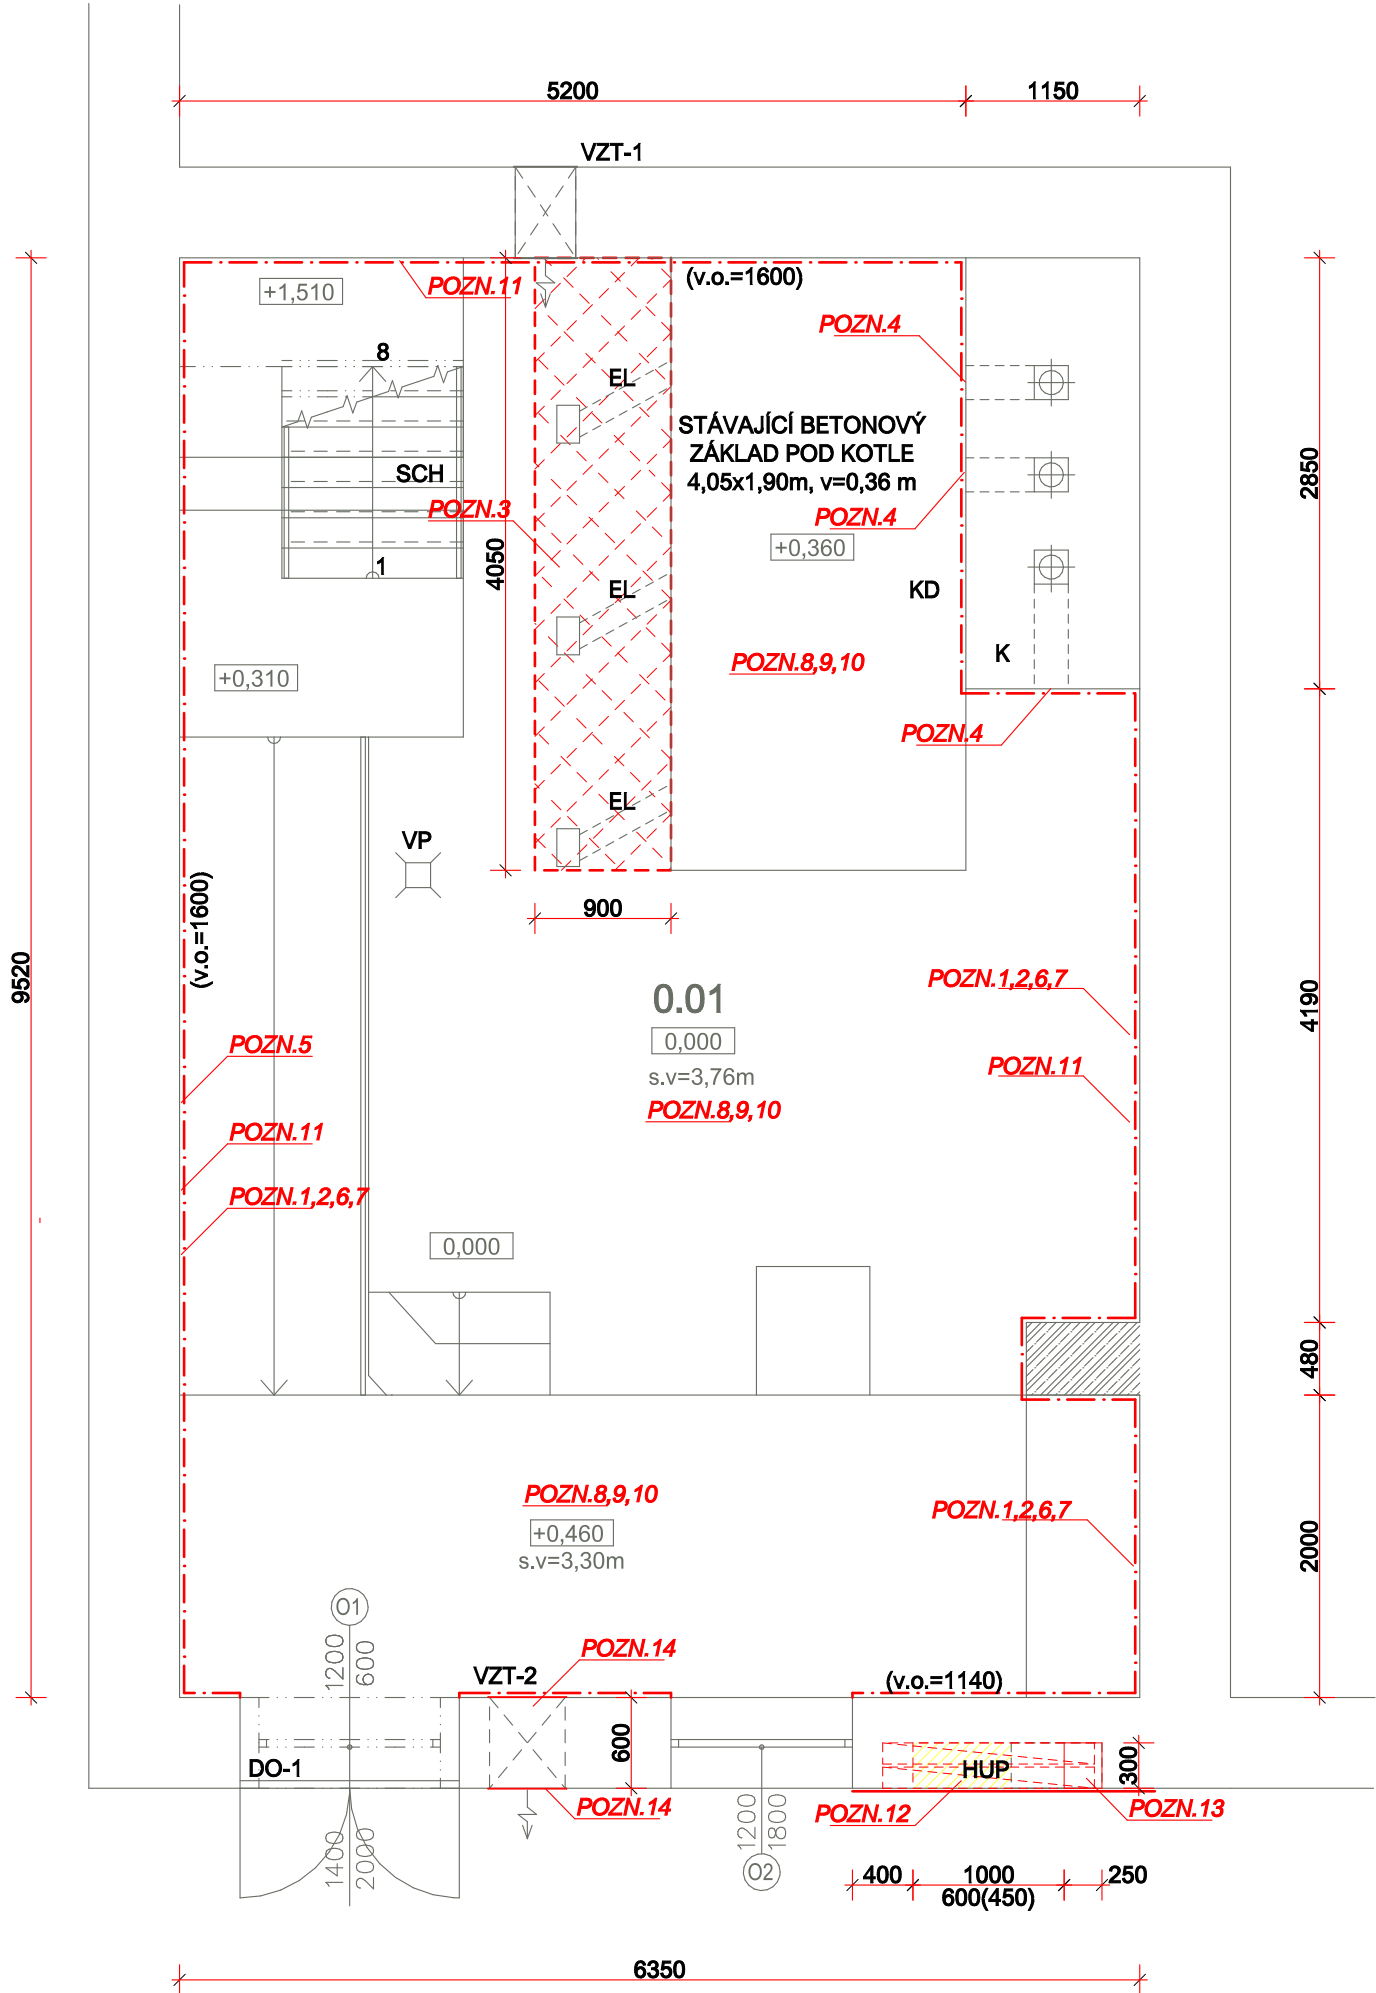 5200
1150
VZT-1
+1,510
POZN.11
(v.o.=1600)
POZN.4
8
EL
STÁVAJÍCÍ BETONOVÝ
ZÁKLAD POD KOTLE
4,05x1,90m, v=0,36 m
SCH
POZN.3
POZN.4
2850
+0,360
4050
1
EL
KD
K
POZN.8,9,10
+0,310
POZN.4
EL
VP
900
(v.o.=1600)
9520
0.01
0,000
s.v=3,76m
POZN.8,9,10
POZN.1,2,6,7
4190
POZN.5
POZN.11
POZN.11
POZN.1,2,6,7
0,000
480
POZN.8,9,10
+0,460
s.v=3,30m
POZN.1,2,6,7
2000
O1
1200
600
POZN.14
VZT-2
(v.o.=1140)
600
DO-1
HUP
300
POZN.14
POZN.12
POZN.13
1400
2000
1200
1800
O2
400
1000
250
600(450)
6350